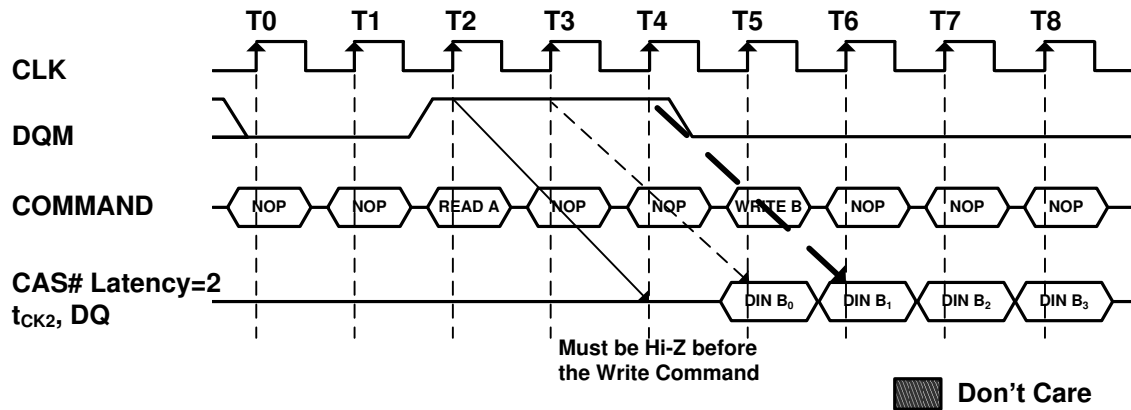 T0 T1 T2 T3 T4 T5 T6 T7 T8
CLK
DQM
COMMAND NOP NOP READ A NOP NOP WRITE B NOP NOP NOP
CAS# Latency=2
tCK2, DQ DIN B0 DIN B1 DIN B2 DIN B3
Must be Hi-Z before
the Write Command
Don't Care